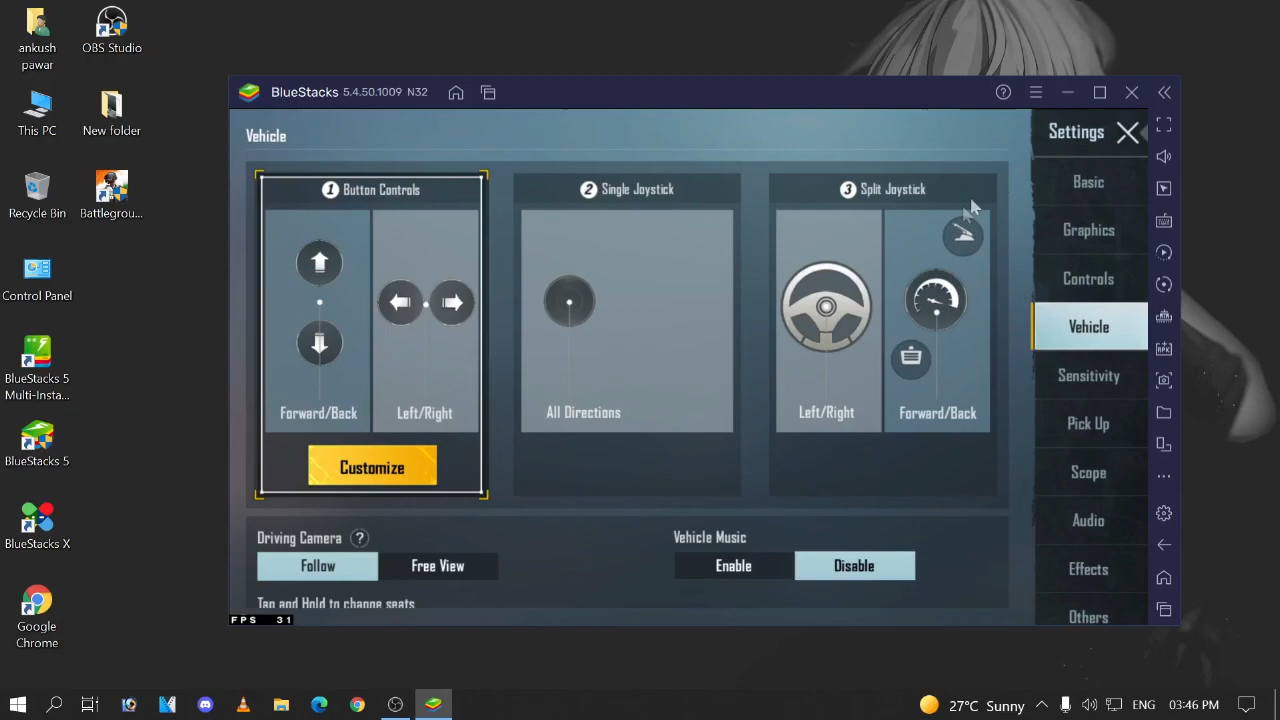 ankush
pawar
OBS Studio
This PC
New folder
Recycle Bin
Battlegrou...
Control Panel
BlueStacks 5
Multi-Insta...
BlueStacks 5
BlueStacks X
Google
Chrome
BlueStacks 5.4.50.1009 N32
Vehicle
1 Button Controls
Forward/Back
Left/Right
Customize
2 Single Joystick
All Directions
3 Split Joystick
Left/Right
Forward/Back
Driving Camera ?
Follow
Free View
Vehicle Music
Enable
Disable
Tap and Hold to change seats
Settings
Basic
Graphics
Controls
Vehicle
Sensitivity
Pick Up
Scope
Audio
Effects
Others
FPS 31
27°C Sunny
ENG
03:46 PM